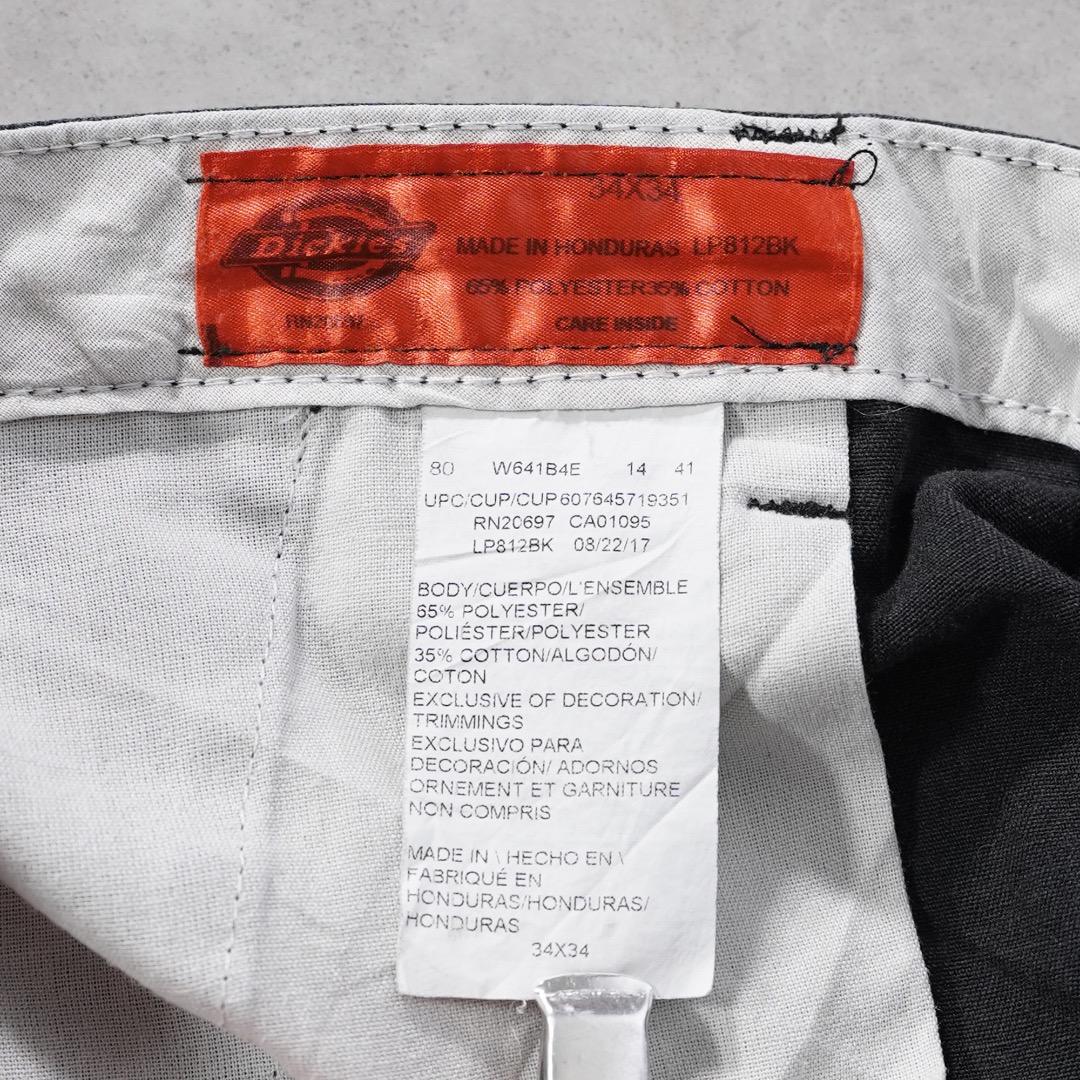 34X34
Dickies
MADE IN HONDURAS LP812BK
65% POLYESTER35% COTTON
RN20697
CARE INSIDE
80 W641B4E 14 41
UPC/CUP/CUP607645719351
RN20697 CA01095
LP812BK 08/22/17
BODY/CUERPO/L'ENSEMBLE
65% POLYESTER/
POLIÉSTER/POLYESTER
35% COTTON/ALGODÓN/
COTON
EXCLUSIVE OF DECORATION/
TRIMMINGS
EXCLUSIVO PARA
DECORACIÓN/ ADORNOS
ORNEMENT ET GARNITURE
NON COMPRIS
MADE IN \ HECHO EN \
FABRIQUÉ EN
HONDURAS/HONDURAS/
HONDURAS
34X34